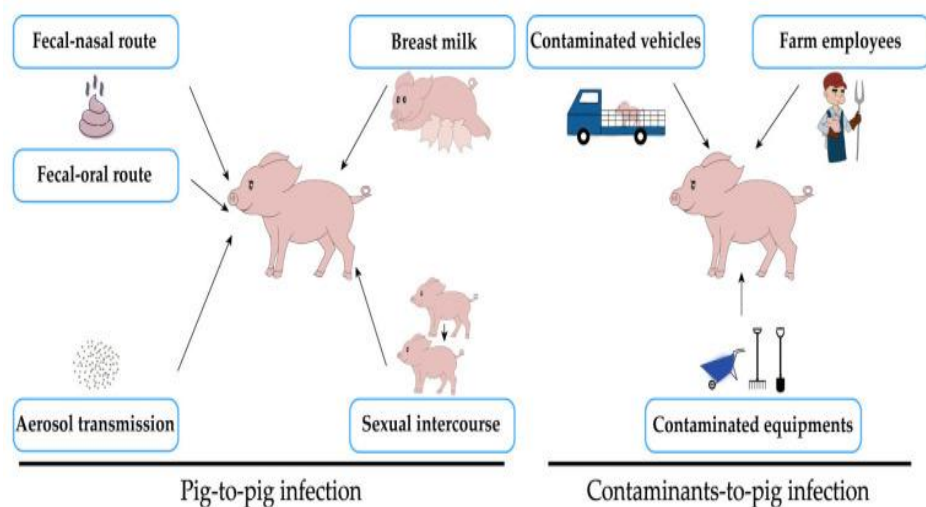 Fecal-nasal route
Breast milk
Contaminated vehicles
Farm employees
Fecal-oral route
Aerosol transmission
Sexual intercourse
Contaminated equipments
Pig-to-pig infection
Contaminants-to-pig infection